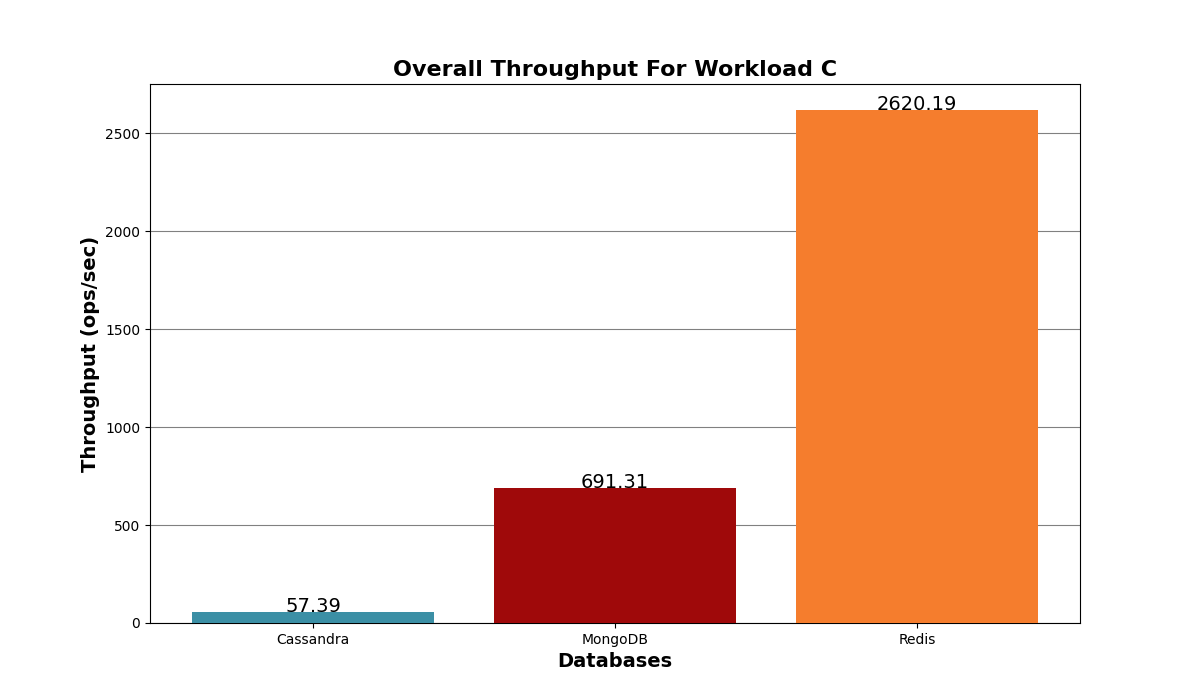 Overall Throughput For Workload C
Throughput (ops/sec)
2500
2000
1500
1000
500
0
2620.19
691.31
57.39
Cassandra
MongoDB
Redis
Databases